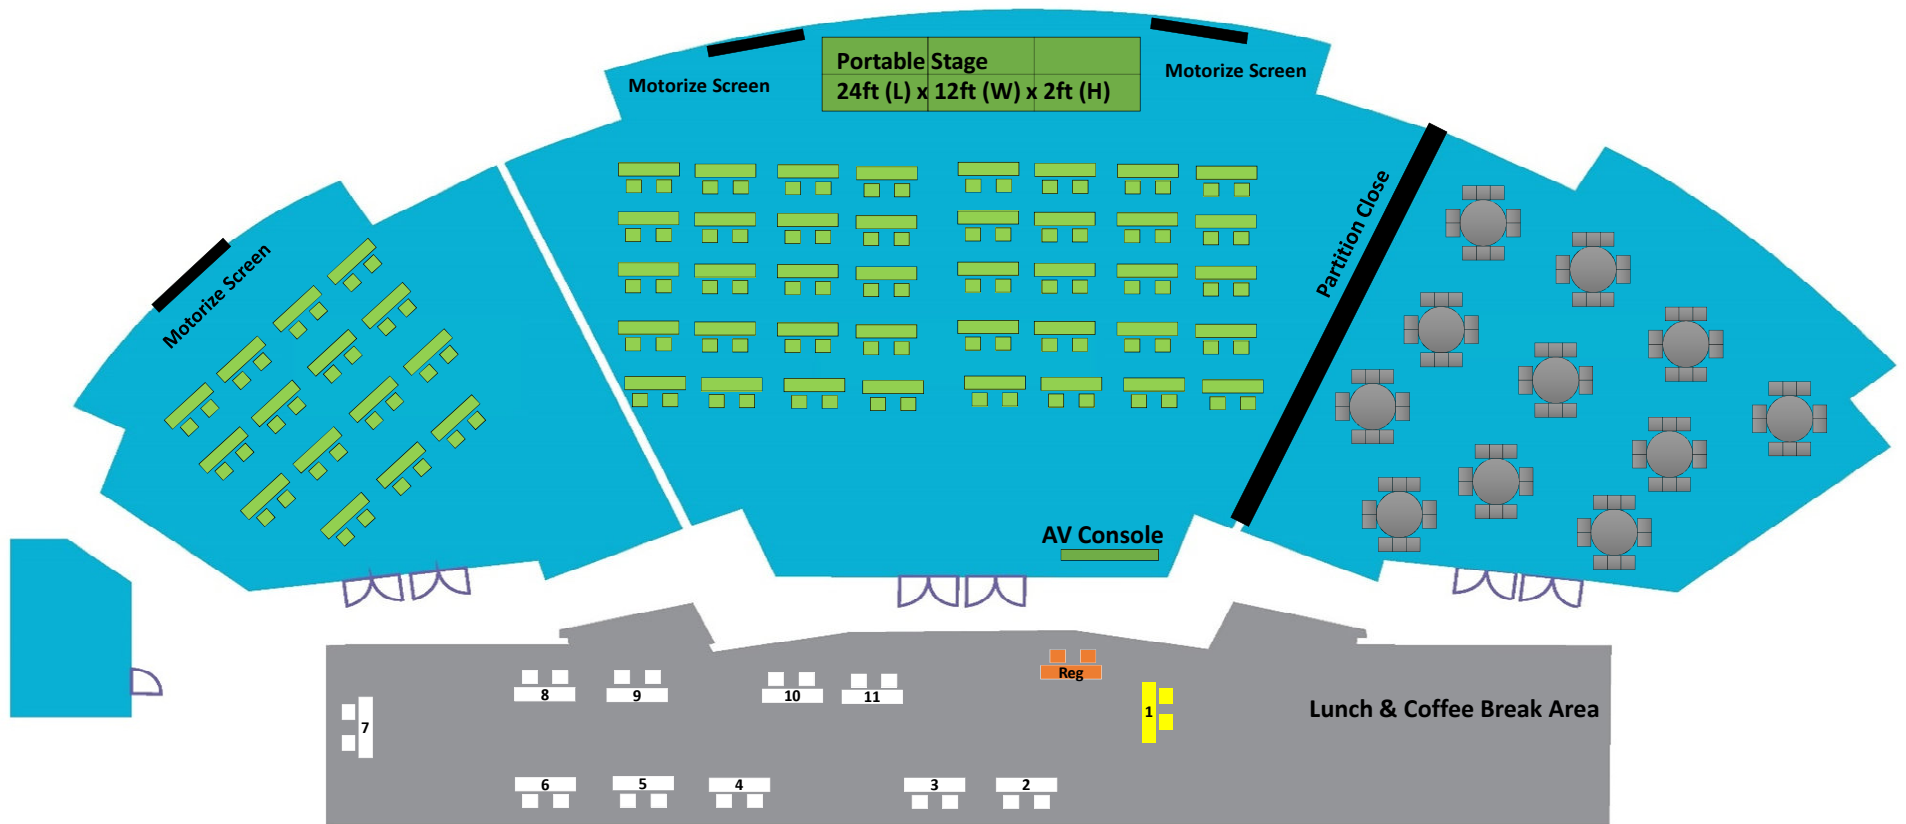 Portable Stage
24ft (L) x 12ft (W) x 2ft (H)
Motorize Screen
Motorize Screen
Motorize Screen
Partition Close
AV Console
Reg
8
9
10
11
1
7
Lunch & Coffee Break Area
6
5
4
3
2